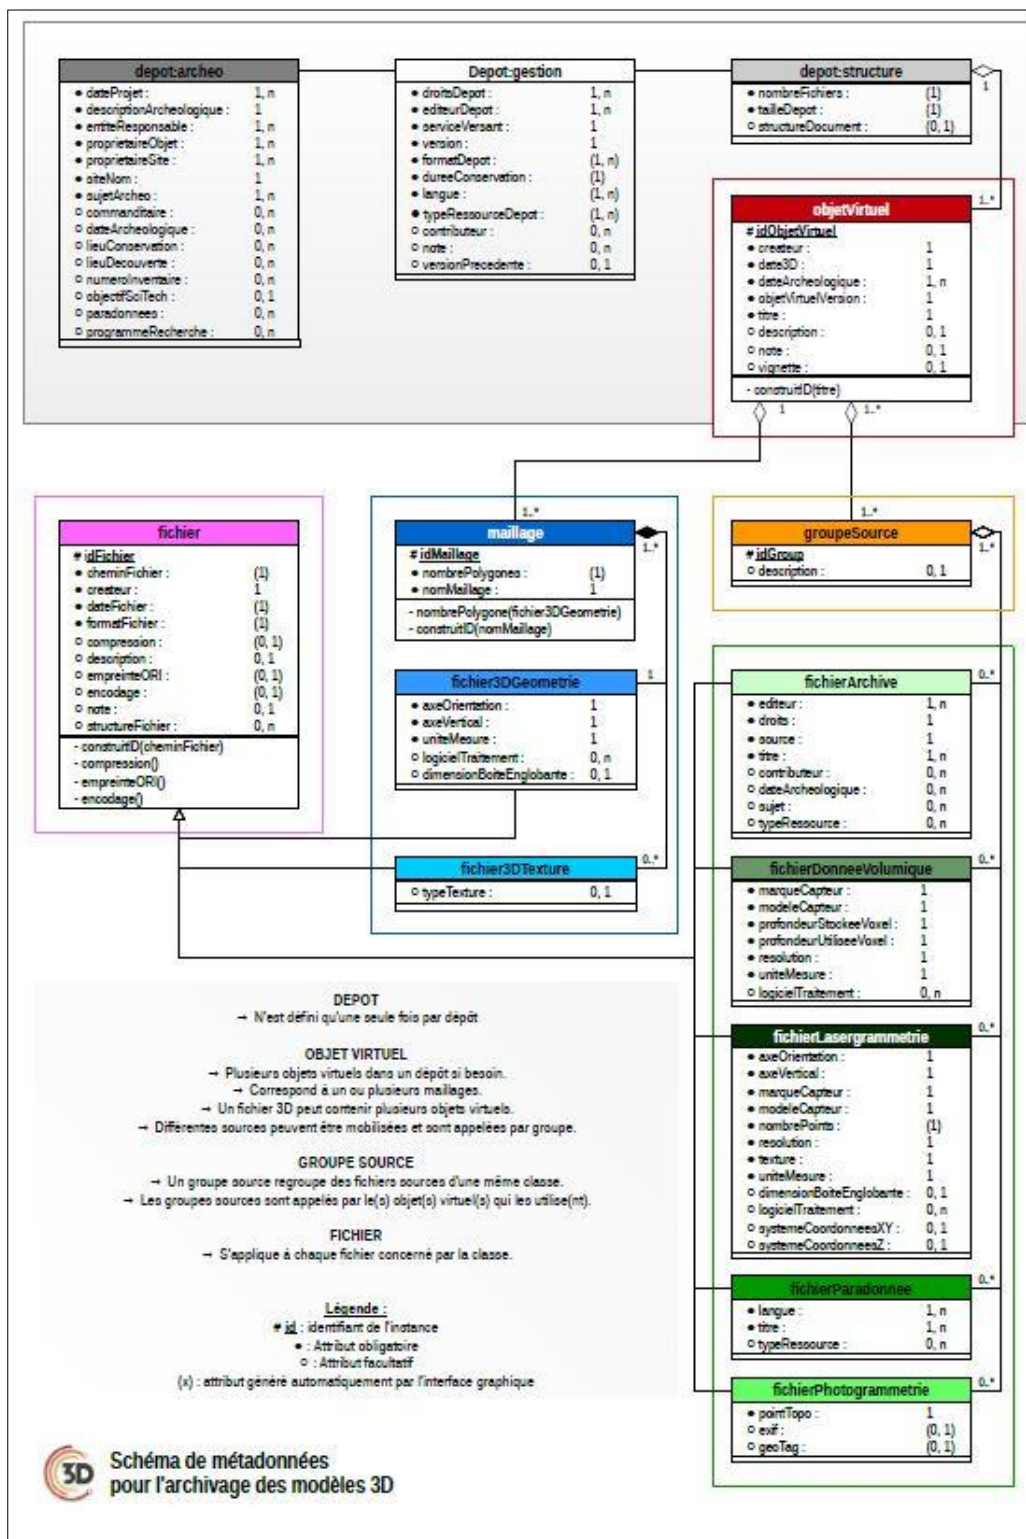 depot:archeo
● dateProjet : 1, n
● descriptionArcheologique : 1
● entiteResponsable : 1, n
● proprietaireObjet : 1, n
● proprietaireSite : 1, n
● siteNom : 1
● sujetArcheo : 1, n
○ commanditaire : 0, n
○ dateArcheologique : 0, n
○ lieuConservation : 0, n
○ lieuDecouverte : 0, n
○ numeroInventaire : 0, n
○ objectifSciTech : 0, 1
○ paradonnees : 0, n
○ programmeRecherche : 0, n
Depot:gestion
● droitsDepot : 1, n
● editeurDepot : 1, n
● serviceVersant : 1
● version : 1
● formatDepot : (1, n)
● dureeConservation : (1)
● langue : (1, n)
● typeRessourceDepot : (1, n)
○ contributeur : 0, n
○ note : 0, n
○ versionPrecedente : 0, 1
depot:structure
● nombreFichiers : (1)
● tailleDepot : (1)
○ structureDocument : (0, 1)
1
1..*
objetVirtuel
# idObjetVirtuel
● createur : 1
● date3D : 1
● dateArcheologique : 1, n
● objetVirtuelVersion : 1
● titre : 1
○ description : 0, 1
○ note : 0, 1
○ vignette : 0, 1
- construitID(titre)
1
1..*
fichier
# idFichier
● cheminFichier : (1)
● createur : 1
● dateFichier : (1)
● formatFichier : (1)
○ compression : (0, 1)
○ description : 0, 1
○ empreinteORI : (0, 1)
○ encodage : (0, 1)
○ note : 0, 1
○ structureFichier : 0, n
- construitID(cheminFichier)
- compression()
- empreinteORI()
- encodage()
1..*
maillage
1..*
# idMaillage
● nombrePolygones : (1)
● nomMaillage : 1
- nombrePolygone(fichier3DGeometrie)
- construitID(nomMaillage)
1
fichier3DGeometrie
● axeOrientation : 1
● axeVertical : 1
● uniteMesure : 1
○ logicielTraitement : 0, n
○ dimensionBoiteEnglobante : 0, 1
0..*
fichier3DTexture
○ typeTexture : 0, 1
1..*
groupeSource
1..*
# idGroup
○ description : 0, 1
fichierArchive
0..*
● editeur : 1, n
● droits : 1
● source : 1
● titre : 1, n
○ contributeur : 0, n
○ dateArcheologique : 0, n
○ sujet : 0, n
○ typeRessource : 0, n
0..*
fichierDonneeVolumique
● marqueCapteur : 1
● modeleCapteur : 1
● profondeurStockeeVoxel : 1
● profondeurUtiliseeVoxel : 1
● resolution : 1
● uniteMesure : 1
○ logicielTraitement : 0, n
0..*
fichierLasergrammetrie
● axeOrientation : 1
● axeVertical : 1
● marqueCapteur : 1
● modeleCapteur : 1
● nombrePoints : (1)
● resolution : 1
● texture : 1
● uniteMesure : 1
○ dimensionBoiteEnglobante : 0, 1
○ logicielTraitement : 0, n
○ systemeCoordonneesXY : 0, 1
○ systemeCoordonneesZ : 0, 1
0..*
fichierParadonnee
● langue : 1, n
● titre : 1, n
○ typeRessource : 0, n
0..*
fichierPhotogrammetrie
● pointTopo : 1
○ exif : (0, 1)
○ geoTag : (0, 1)
DEPOT
→ N'est défini qu'une seule fois par dépôt
OBJET VIRTUEL
→ Plusieurs objets virtuels dans un dépôt si besoin.
→ Correspond à un ou plusieurs maillages.
→ Un fichier 3D peut contenir plusieurs objets virtuels.
→ Différentes sources peuvent être mobilisées et sont appelées par groupe.
GROUPE SOURCE
→ Un groupe source regroupe des fichiers sources d'une même classe.
→ Les groupes sources sont appelés par le(s) objet(s) virtuel(s) qui les utilise(nt).
FICHIER
→ S'applique à chaque fichier concerné par la classe.
Légende :
# id : identifiant de l'instance
● : Attribut obligatoire
○ : Attribut facultatif
(x) : attribut généré automatiquement par l'interface graphique
3D
Schéma de métadonnées
pour l'archivage des modèles 3D